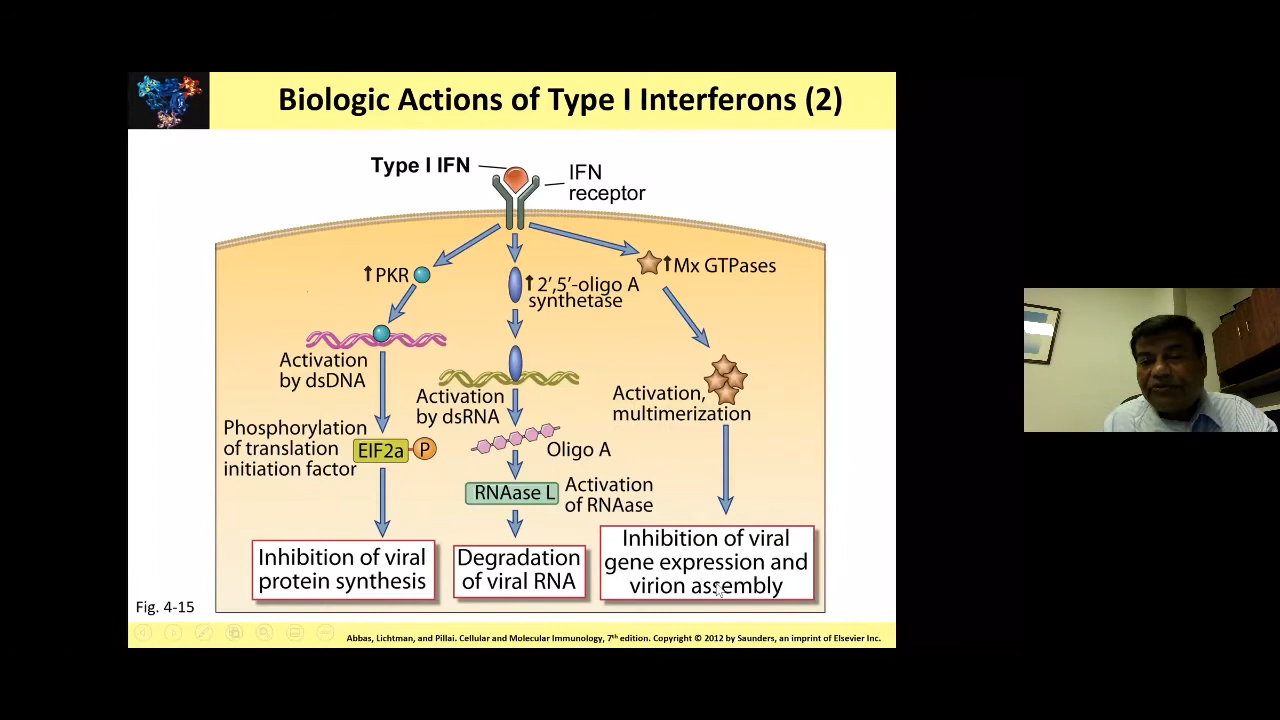 Biologic Actions of Type I Interferons (2)
Type I IFN
IFN
receptor
↑PKR
↑2',5'-oligo A
synthetase
↑Mx GTPases
Activation
by dsDNA
Activation
by dsRNA
Activation,
multimerization
Phosphorylation
of translation
initiation factor
EIF2a
P
Oligo A
RNAase L
Activation
of RNAase
Inhibition of viral
protein synthesis
Degradation
of viral RNA
Inhibition of viral
gene expression and
virion assembly
Fig. 4-15
Abbas, Lichtman, and Pillai. Cellular and Molecular Immunology, 7th edition. Copyright © 2012 by Saunders, an imprint of Elsevier Inc.